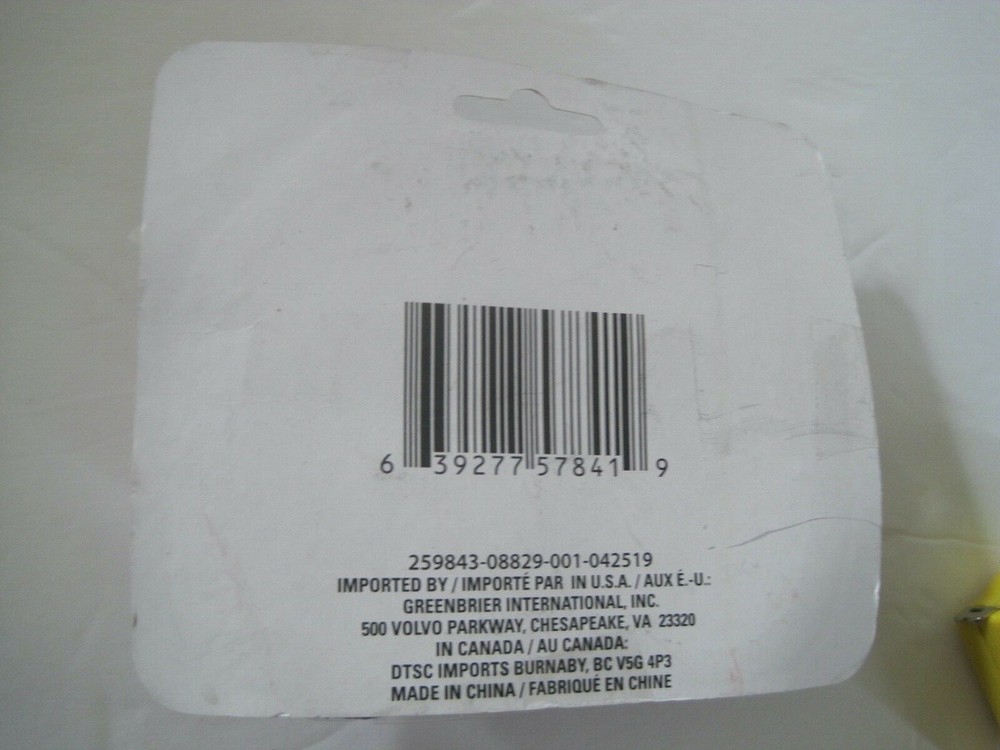 6 39277 57841 9
259843-08829-001-042519
IMPORTED BY / IMPORTÉ PAR IN U.S.A. / AUX É.-U.:
GREENBRIER INTERNATIONAL, INC.
500 VOLVO PARKWAY, CHESAPEAKE, VA 23320
IN CANADA / AU CANADA:
DTSC IMPORTS BURNABY, BC V5G 4P3
MADE IN CHINA / FABRIQUÉ EN CHINE